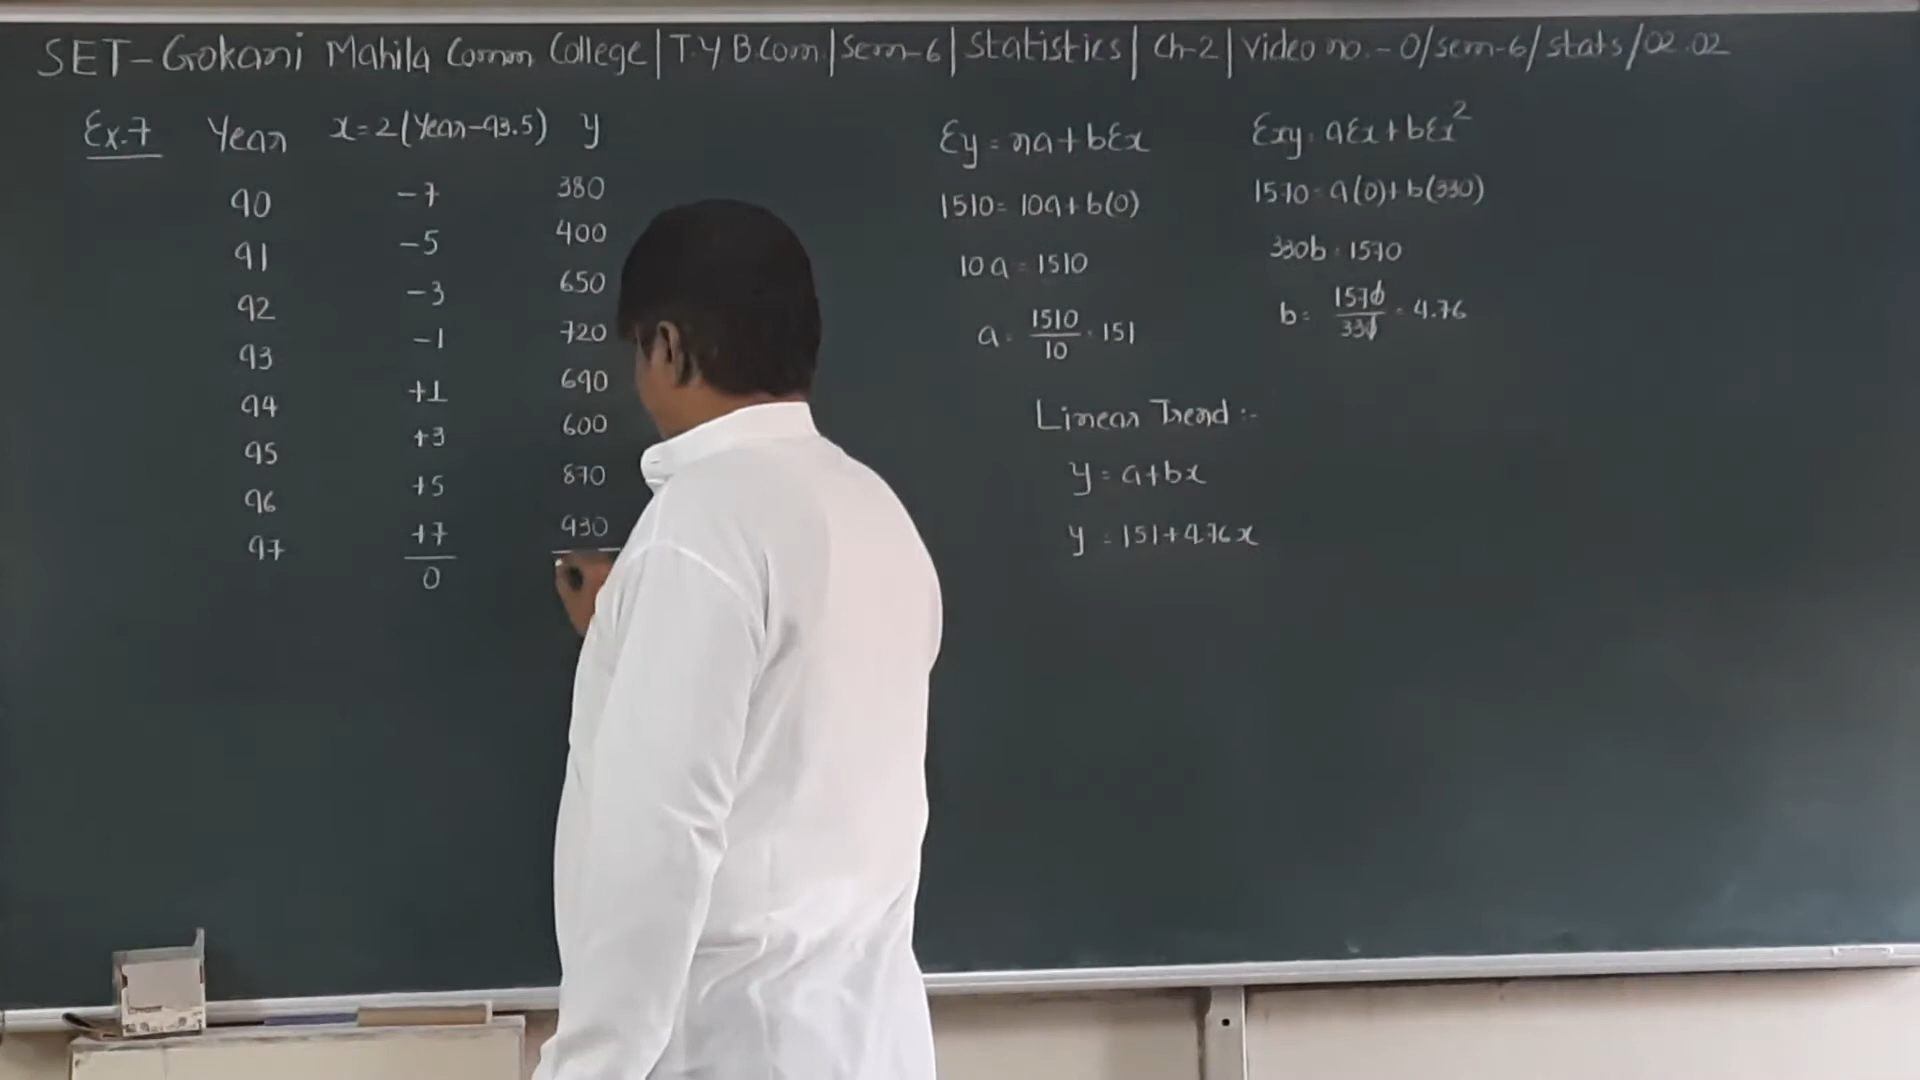 SET-Gokani Mahila Comm College | T.Y B.Com. | Sem-6 | Statistics | Ch-2 | Video no.- 0/sem-6/stats/02.02
Ex.7 Year x=2(Year-93.5) y
90 -7 380
91 -5 400
92 -3 650
93 -1 720
94 +1 690
95 +3 600
96 +5 870
97 +7 930
0
Σy = na+bΣx
1510= 10a+b(0)
10a = 1510
a = 1510/10 = 151
Σxy = aΣx+bΣx²
1570 = a(0)+b(330)
330b = 1570
b = 1570/330 = 4.76
Linear Trend :-
y = a+bx
y = 151+4.76x